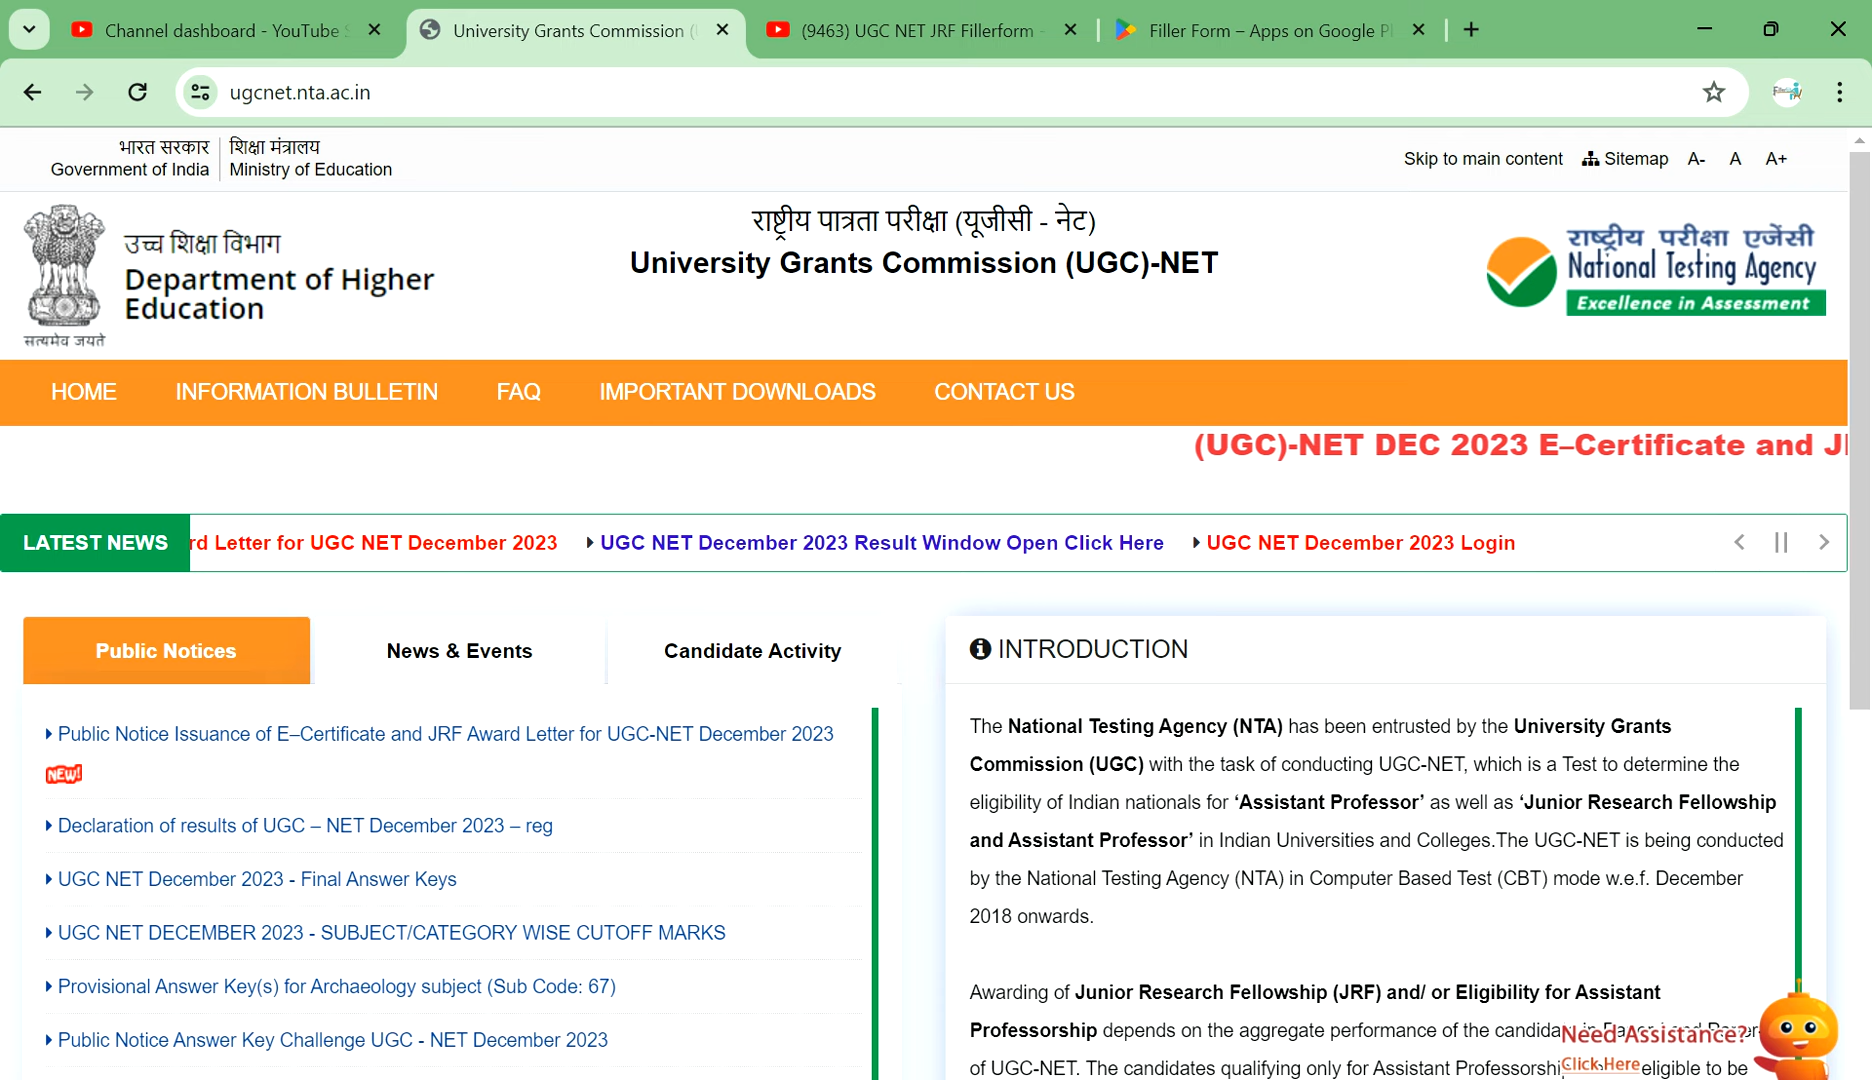 Channel dashboard - YouTube
University Grants Commission (
(9463) UGC NET JRF Fillerform -
Filler Form – Apps on Google Pl
ugcnet.nta.ac.in
भारत सरकार
Government of India
शिक्षा मंत्रालय
Ministry of Education
Skip to main content Sitemap A- A A+
सत्यमेव जयते
उच्च शिक्षा विभाग
Department of Higher
Education
राष्ट्रीय पात्रता परीक्षा (यूजीसी - नेट)
University Grants Commission (UGC)-NET
राष्ट्रीय परीक्षा एजेंसी
National Testing Agency
Excellence in Assessment
HOME INFORMATION BULLETIN FAQ IMPORTANT DOWNLOADS CONTACT US
(UGC)-NET DEC 2023 E–Certificate and
LATEST NEWS
rd Letter for UGC NET December 2023 UGC NET December 2023 Result Window Open Click Here UGC NET December 2023 Login
Public Notices News & Events Candidate Activity
Public Notice Issuance of E–Certificate and JRF Award Letter for UGC-NET December 2023
NEW!
Declaration of results of UGC – NET December 2023 – reg
UGC NET December 2023 - Final Answer Keys
UGC NET DECEMBER 2023 - SUBJECT/CATEGORY WISE CUTOFF MARKS
Provisional Answer Key(s) for Archaeology subject (Sub Code: 67)
Public Notice Answer Key Challenge UGC - NET December 2023
INTRODUCTION
The National Testing Agency (NTA) has been entrusted by the University Grants
Commission (UGC) with the task of conducting UGC-NET, which is a Test to determine the
eligibility of Indian nationals for ‘Assistant Professor’ as well as ‘Junior Research Fellowship
and Assistant Professor’ in Indian Universities and Colleges.The UGC-NET is being conducted
by the National Testing Agency (NTA) in Computer Based Test (CBT) mode w.e.f. December
2018 onwards.
Awarding of Junior Research Fellowship (JRF) and/ or Eligibility for Assistant
Professorship depends on the aggregate performance of the
of UGC-NET. The candidates qualifying only for Assistant Professorship eligible to be
Need Assistance?
Click Here